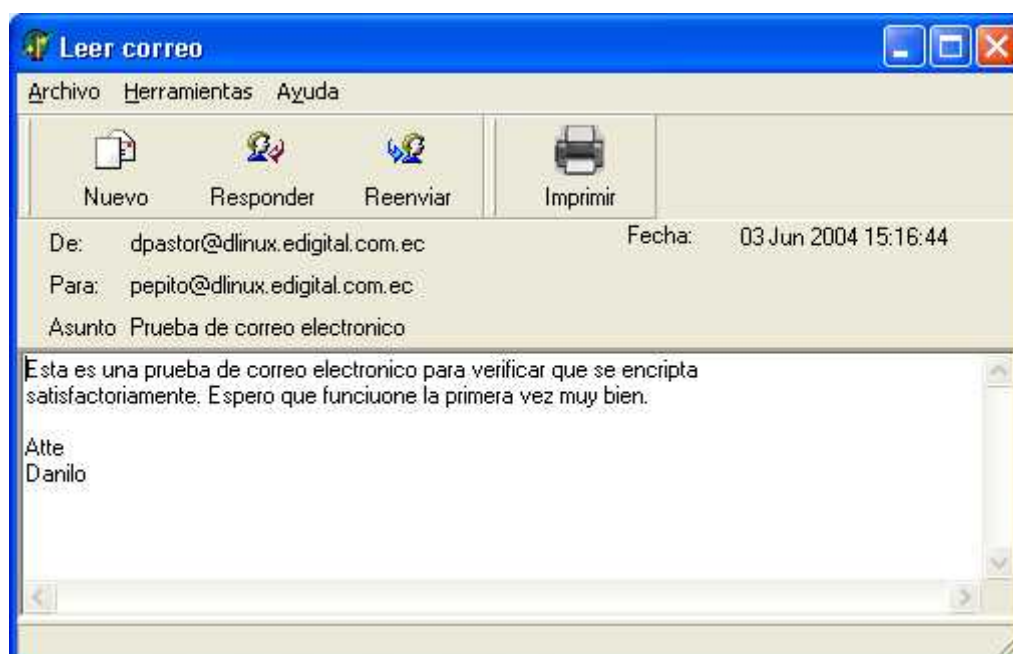 Leer correo
Archivo Herramientas Ayuda
Nuevo Responder Reenviar Imprimir
De: dpastor@dlinux.edigital.com.ec Fecha: 03 Jun 2004 15:16:44
Para: pepito@dlinux.edigital.com.ec
Asunto Prueba de correo electronico
Esta es una prueba de correo electronico para verificar que se encripta
satisfactoriamente. Espero que funciuone la primera vez muy bien.
Atte
Danilo